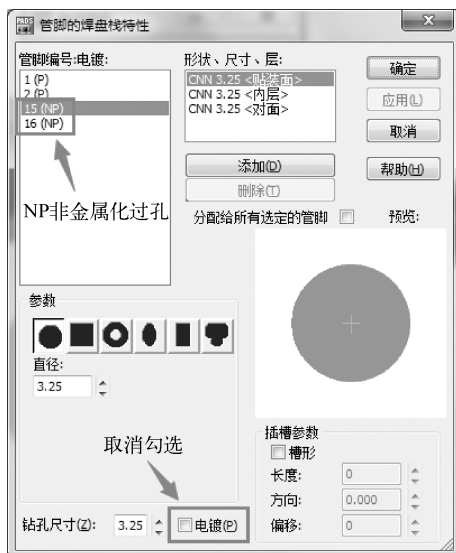 PADS 管脚的焊盘栈特性
管脚编号:电镀:
1 (P)
2 (P)
15 (NP)
16 (NP)
NP非金属化过孔
形状、尺寸、层:
CNN 3.25 <贴装面>
CNN 3.25 <内层>
CNN 3.25 <对面>
确定
应用(L)
取消
帮助(H)
添加(D)
删除(T)
分配给所有选定的管脚
预览:
参数
直径:
3.25
取消勾选
钻孔尺寸(Z): 3.25 电镀(P)
插槽参数
槽形
长度: 0
方向: 0.000
偏移: 0